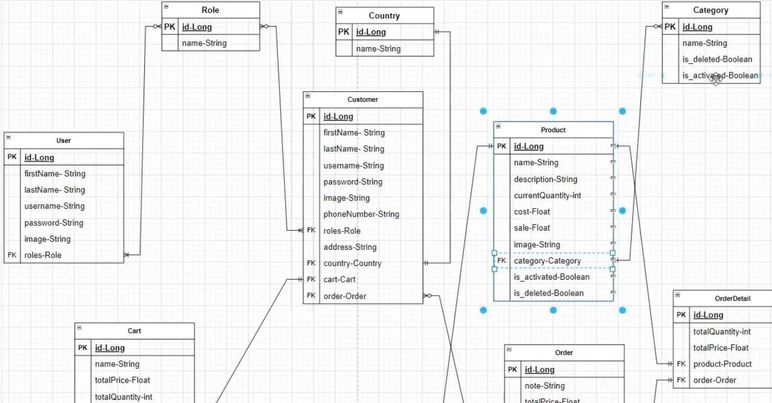 Role
PK id-Long
name-String
Country
PK id-Long
name-String
Category
PK id-Long
name-String
is_deleted-Boolean
is_activated-Boolean
Customer
PK id-Long
firstName- String
lastName- String
username-String
password-String
image-String
phoneNumber-String
FK roles-Role
address-String
FK country-Country
FK cart-Cart
FK order-Order
Product
PK id-Long
name-String
description-String
currentQuantity-int
cost-Float
sale-Float
image-String
FK category-Category
is_activated-Boolean
is_deleted-Boolean
User
PK id-Long
firstName- String
lastName- String
username-String
password-String
image-String
FK roles-Role
OrderDetail
PK id-Long
totalQuantity-int
totalPrice-Float
FK product-Product
FK order-Order
Cart
PK id-Long
name-String
totalPrice-Float
totalQuantity-int
Order
PK id-Long
note-String
totalPrice-Float